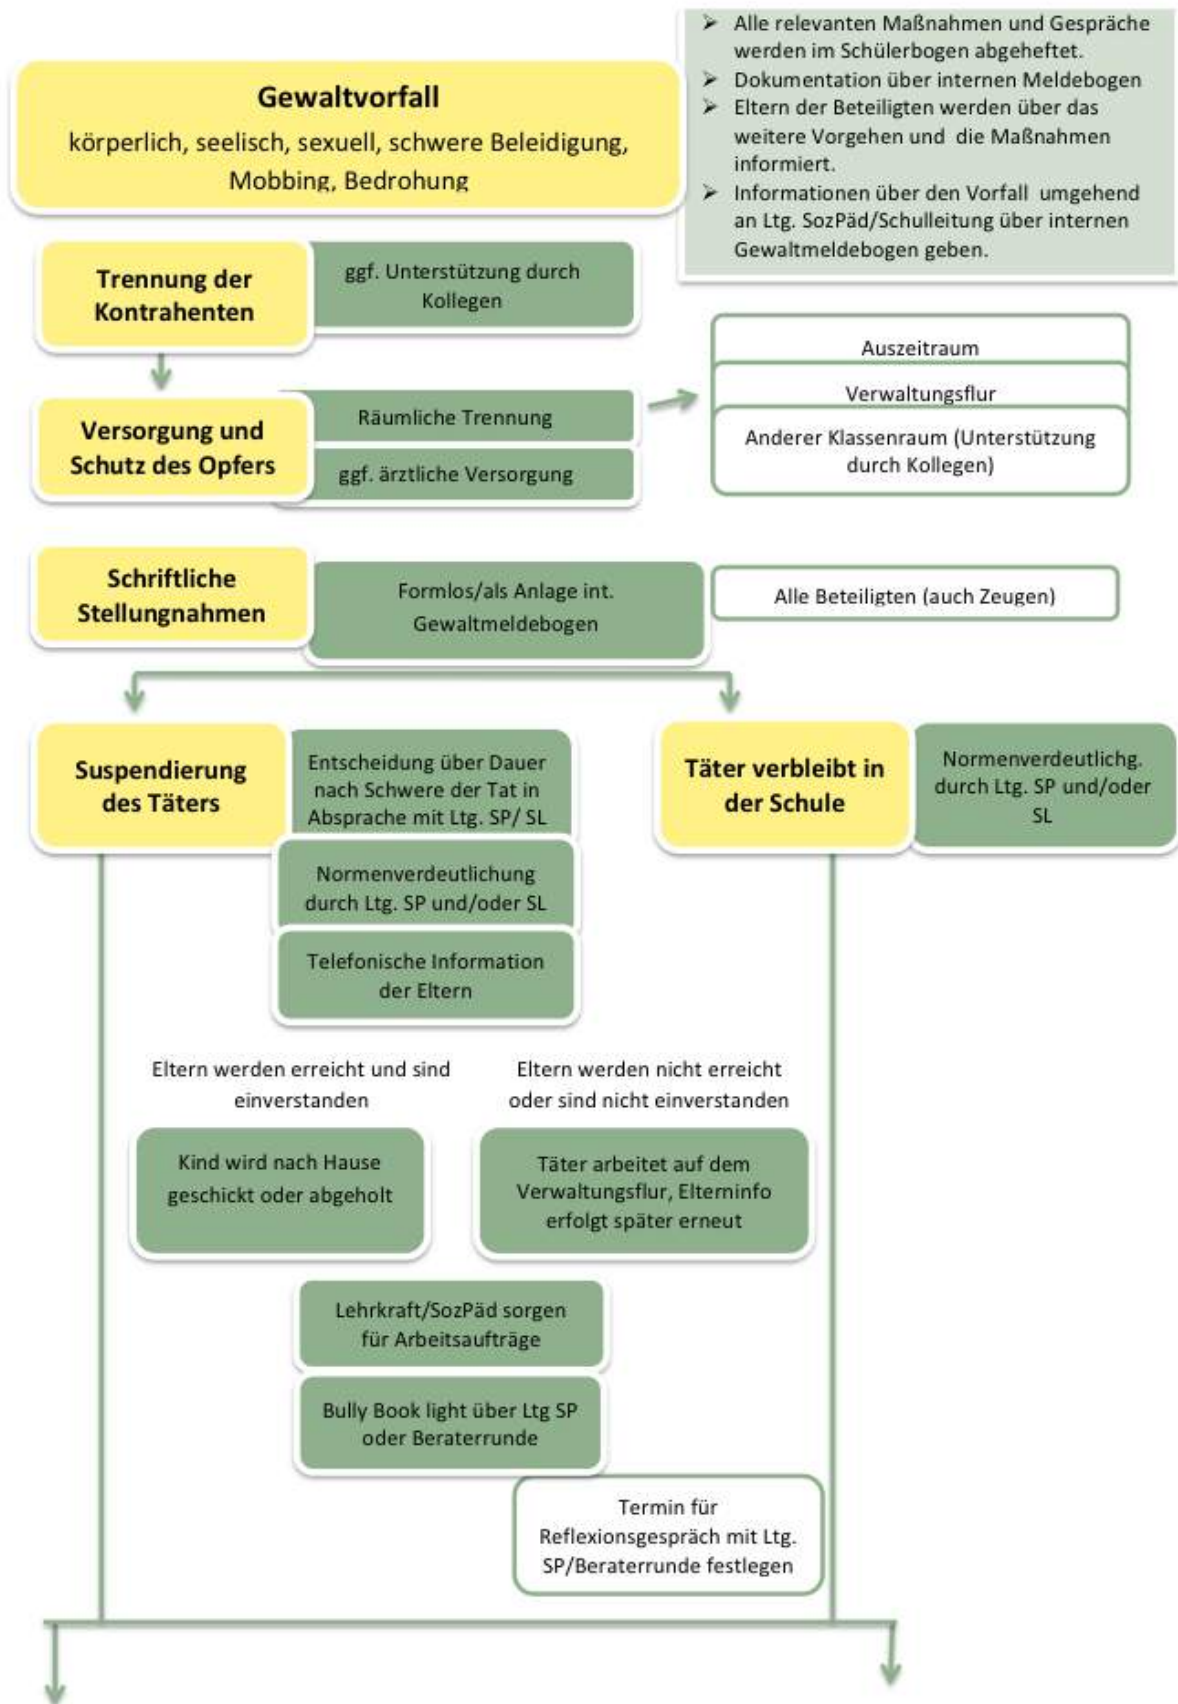 Gewaltvorfall
körperlich, seelisch, sexuell, schwere Beleidigung,
Mobbing, Bedrohung
➢ Alle relevanten Maßnahmen und Gespräche
werden im Schülerbogen abgeheftet.
➢ Dokumentation über internen Meldebogen
➢ Eltern der Beteiligten werden über das
weitere Vorgehen und die Maßnahmen
informiert.
➢ Informationen über den Vorfall umgehend
an Ltg. SozPäd/Schulleitung über internen
Gewaltmeldebogen geben.
Trennung der
Kontrahenten
ggf. Unterstützung durch
Kollegen
Versorgung und
Schutz des Opfers
Räumliche Trennung
ggf. ärztliche Versorgung
Auszeitraum
Verwaltungsflur
Anderer Klassenraum (Unterstützung
durch Kollegen)
Schriftliche
Stellungnahmen
Formlos/als Anlage int.
Gewaltmeldebogen
Alle Beteiligten (auch Zeugen)
Suspendierung
des Täters
Entscheidung über Dauer
nach Schwere der Tat in
Absprache mit Ltg. SP/ SL
Normenverdeutlichung
durch Ltg. SP und/oder SL
Telefonische Information
der Eltern
Täter verbleibt in
der Schule
Normenverdeutlichg.
durch Ltg. SP und/oder
SL
Eltern werden erreicht und sind
einverstanden
Eltern werden nicht erreicht
oder sind nicht einverstanden
Kind wird nach Hause
geschickt oder abgeholt
Täter arbeitet auf dem
Verwaltungsflur, Elterninfo
erfolgt später erneut
Lehrkraft/SozPäd sorgen
für Arbeitsaufträge
Bully Book light über Ltg SP
oder Beraterrunde
Termin für
Reflexionsgespräch mit Ltg.
SP/Beraterrunde festlegen